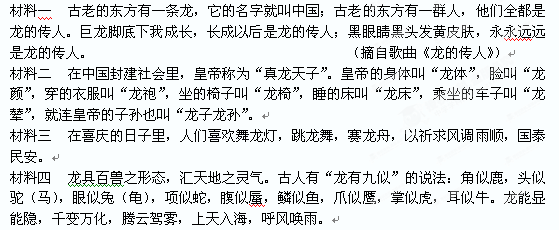 材料一　古老的东方有一条龙，它的名字就叫中国；古老的东方有一群人，他们全都是
龙的传人。巨龙脚底下我成长，长成以后是龙的传人；黑眼睛黑头发黄皮肤，永永远远
是龙的传人。（摘自歌曲《龙的传人》）
材料二　在中国封建社会里，皇帝称为“真龙天子”。皇帝的身体叫“龙体”，脸叫“龙
颜”，穿的衣服叫“龙袍”，坐的椅子叫“龙椅”，睡的床叫“龙床”，乘坐的车子叫“龙
辇”，就连皇帝的子孙也叫“龙子龙孙”。
材料三　在喜庆的日子里，人们喜欢舞龙灯，跳龙舞，赛龙舟，以祈求风调雨顺，国泰
民安。
材料四　龙具百兽之形态，汇天地之灵气。古人有“龙有九似”的说法：角似鹿，头似
驼（马），眼似兔（龟），项似蛇，腹似蜃，鳞似鱼，爪似鹰，掌似虎，耳似牛。龙能显
能隐，千变万化，腾云驾雾，上天入海，呼风唤雨。